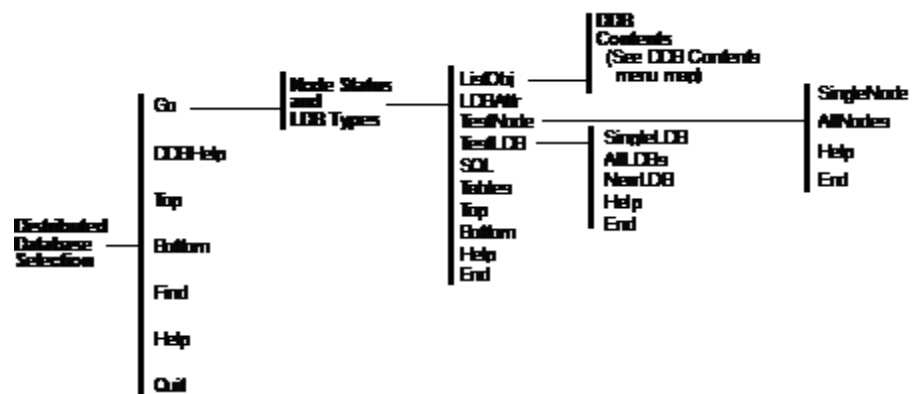 Distributed
Database
Selection
Go
DDBHelp
Top
Bottom
Find
Help
Quit
Node Status
and
LDB Types
ListObj
LDBAttr
TestNode
TestLDB
SQL
Tables
Top
Bottom
Help
End
DDB
Contents
(See DDB Contents
menu map)
SingleLDB
AllLDBs
NewLDB
Help
End
SingleNode
AllNodes
Help
End